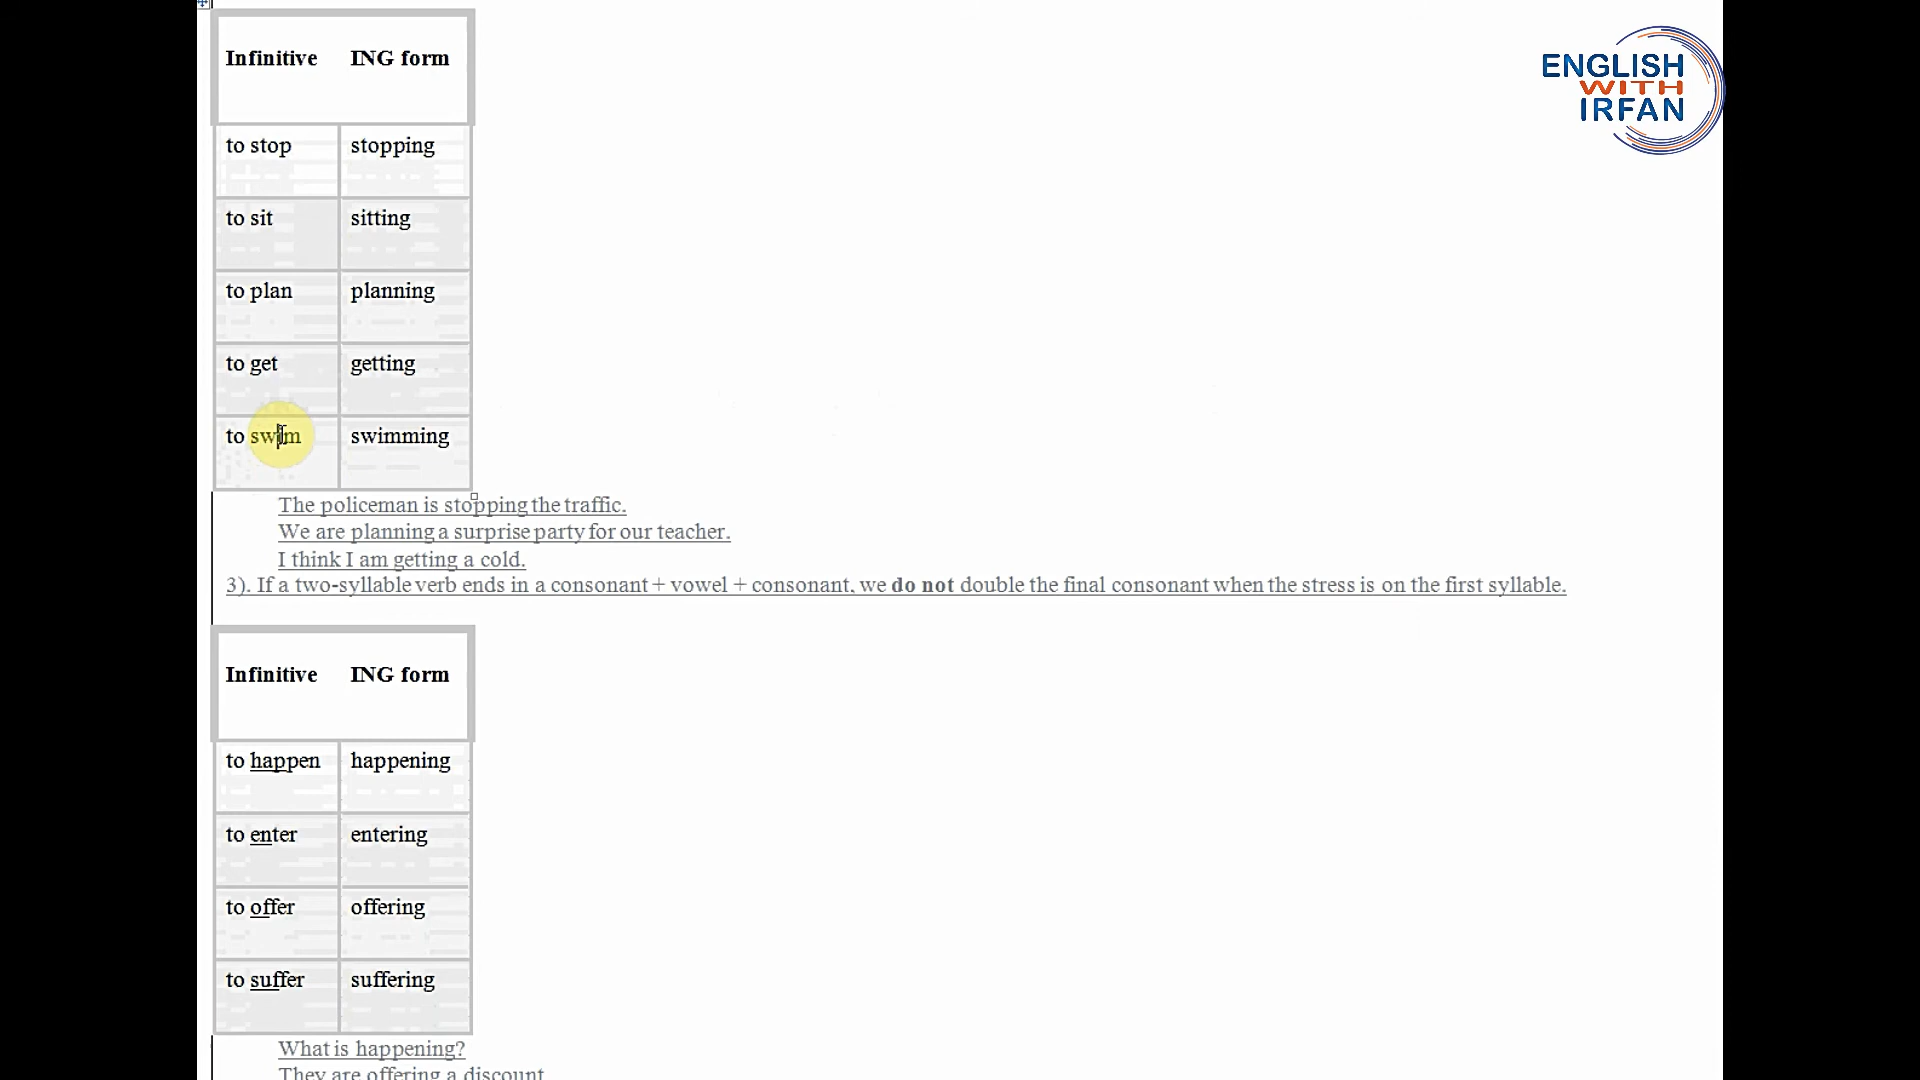 ENGLISH
WITH
IRFAN
Infinitive ING form
to stop stopping
to sit sitting
to plan planning
to get getting
to swim swimming
The policeman is stopping the traffic.
We are planning a surprise party for our teacher.
I think I am getting a cold.
3). If a two-syllable verb ends in a consonant + vowel + consonant, we do not double the final consonant when the stress is on the first syllable.
Infinitive ING form
to happen happening
to enter entering
to offer offering
to suffer suffering
What is happening?
They are offering a discount